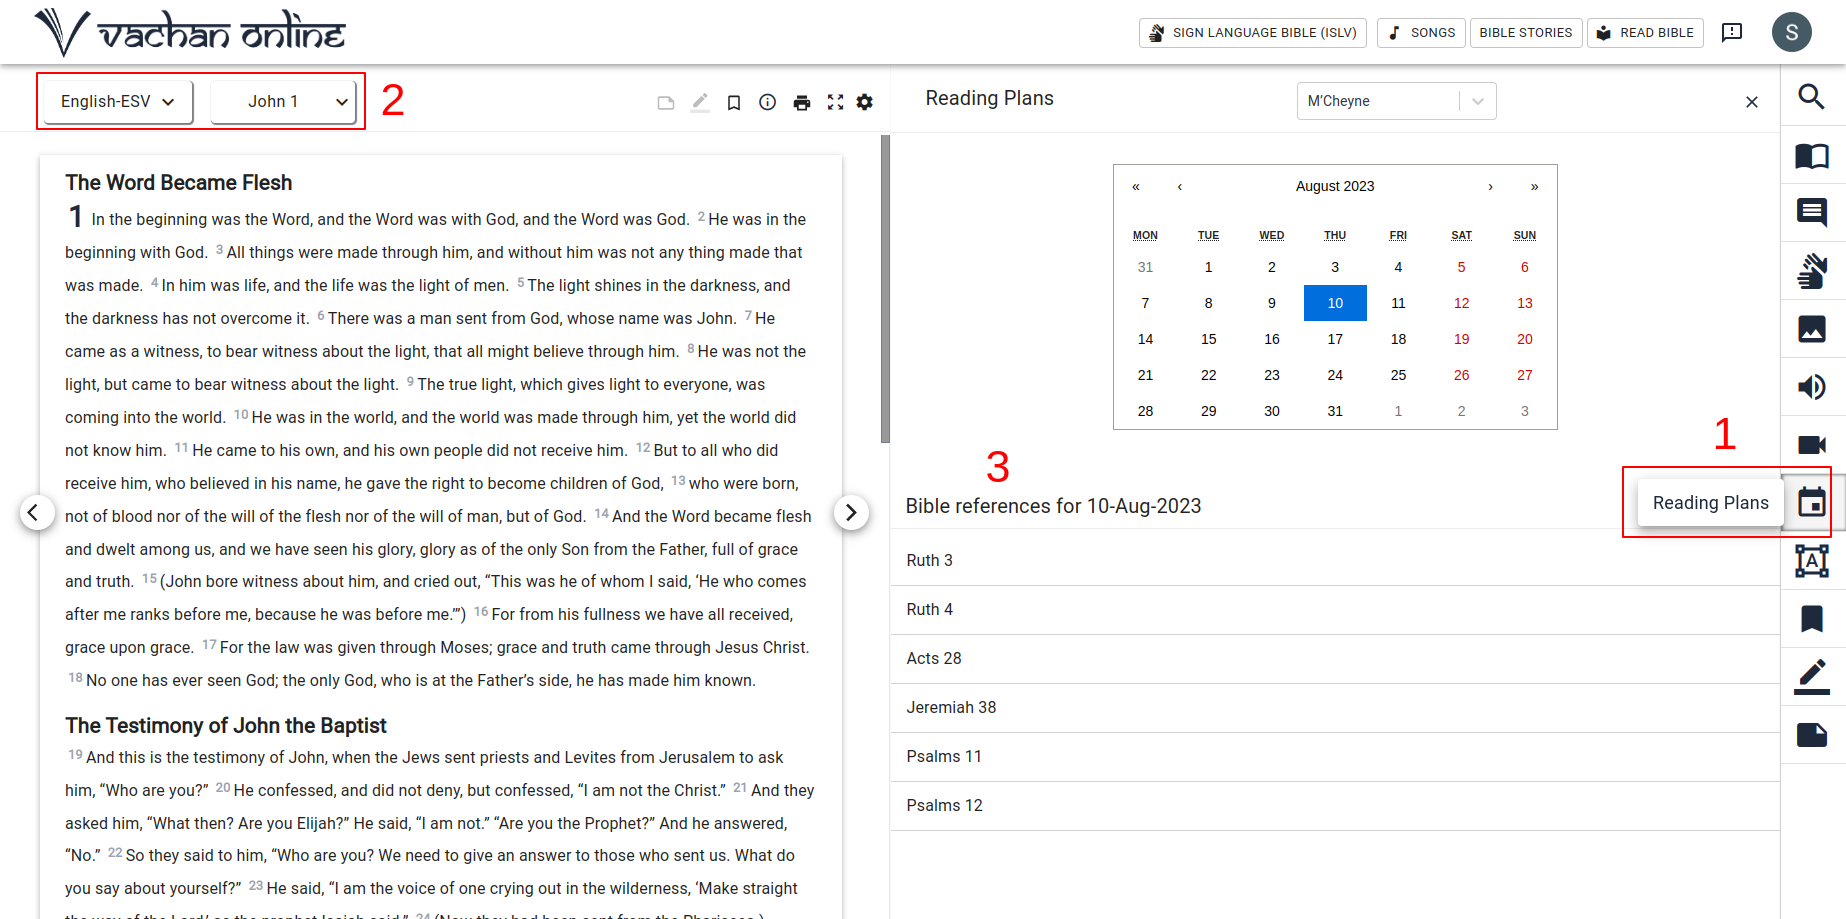 vachan online
SIGN LANGUAGE BIBLE (ISLV)
SONGS
BIBLE STORIES
READ BIBLE
S
English-ESV
John 1
2
The Word Became Flesh
1 In the beginning was the Word, and the Word was with God, and the Word was God. 2 He was in the
beginning with God. 3 All things were made through him, and without him was not any thing made that
was made. 4 In him was life, and the life was the light of men. 5 The light shines in the darkness, and
the darkness has not overcome it. 6 There was a man sent from God, whose name was John. 7 He
came as a witness, to bear witness about the light, that all might believe through him. 8 He was not the
light, but came to bear witness about the light. 9 The true light, which gives light to everyone, was
coming into the world. 10 He was in the world, and the world was made through him, yet the world did
not know him. 11 He came to his own, and his own people did not receive him. 12 But to all who did
receive him, who believed in his name, he gave the right to become children of God, 13 who were born,
not of blood nor of the will of the flesh nor of the will of man, but of God. 14 And the Word became flesh
and dwelt among us, and we have seen his glory, glory as of the only Son from the Father, full of grace
and truth. 15 (John bore witness about him, and cried out, “This was he of whom I said, ‘He who comes
after me ranks before me, because he was before me.’”) 16 For from his fullness we have all received,
grace upon grace. 17 For the law was given through Moses; grace and truth came through Jesus Christ.
18 No one has ever seen God; the only God, who is at the Father’s side, he has made him known.
The Testimony of John the Baptist
19 And this is the testimony of John, when the Jews sent priests and Levites from Jerusalem to ask
him, “Who are you?” 20 He confessed, and did not deny, but confessed, “I am not the Christ.” 21 And they
asked him, “What then? Are you Elijah?” He said, “I am not.” “Are you the Prophet?” And he answered,
“No.” 22 So they said to him, “Who are you? We need to give an answer to those who sent us. What do
you say about yourself?” 23 He said, “I am the voice of one crying out in the wilderness, ‘Make straight
the way of the Lord,’ as the prophet Isaiah said.” 24 (Now they had been sent from the Pharisees.)
Reading Plans
M’Cheyne
« ‹ August 2023 › »
MON TUE WED THU FRI SAT SUN
31 1 2 3 4 5 6
7 8 9 10 11 12 13
14 15 16 17 18 19 20
21 22 23 24 25 26 27
28 29 30 31 1 2 3
1
Reading Plans
A
3
Bible references for 10-Aug-2023
Ruth 3
Ruth 4
Acts 28
Jeremiah 38
Psalms 11
Psalms 12